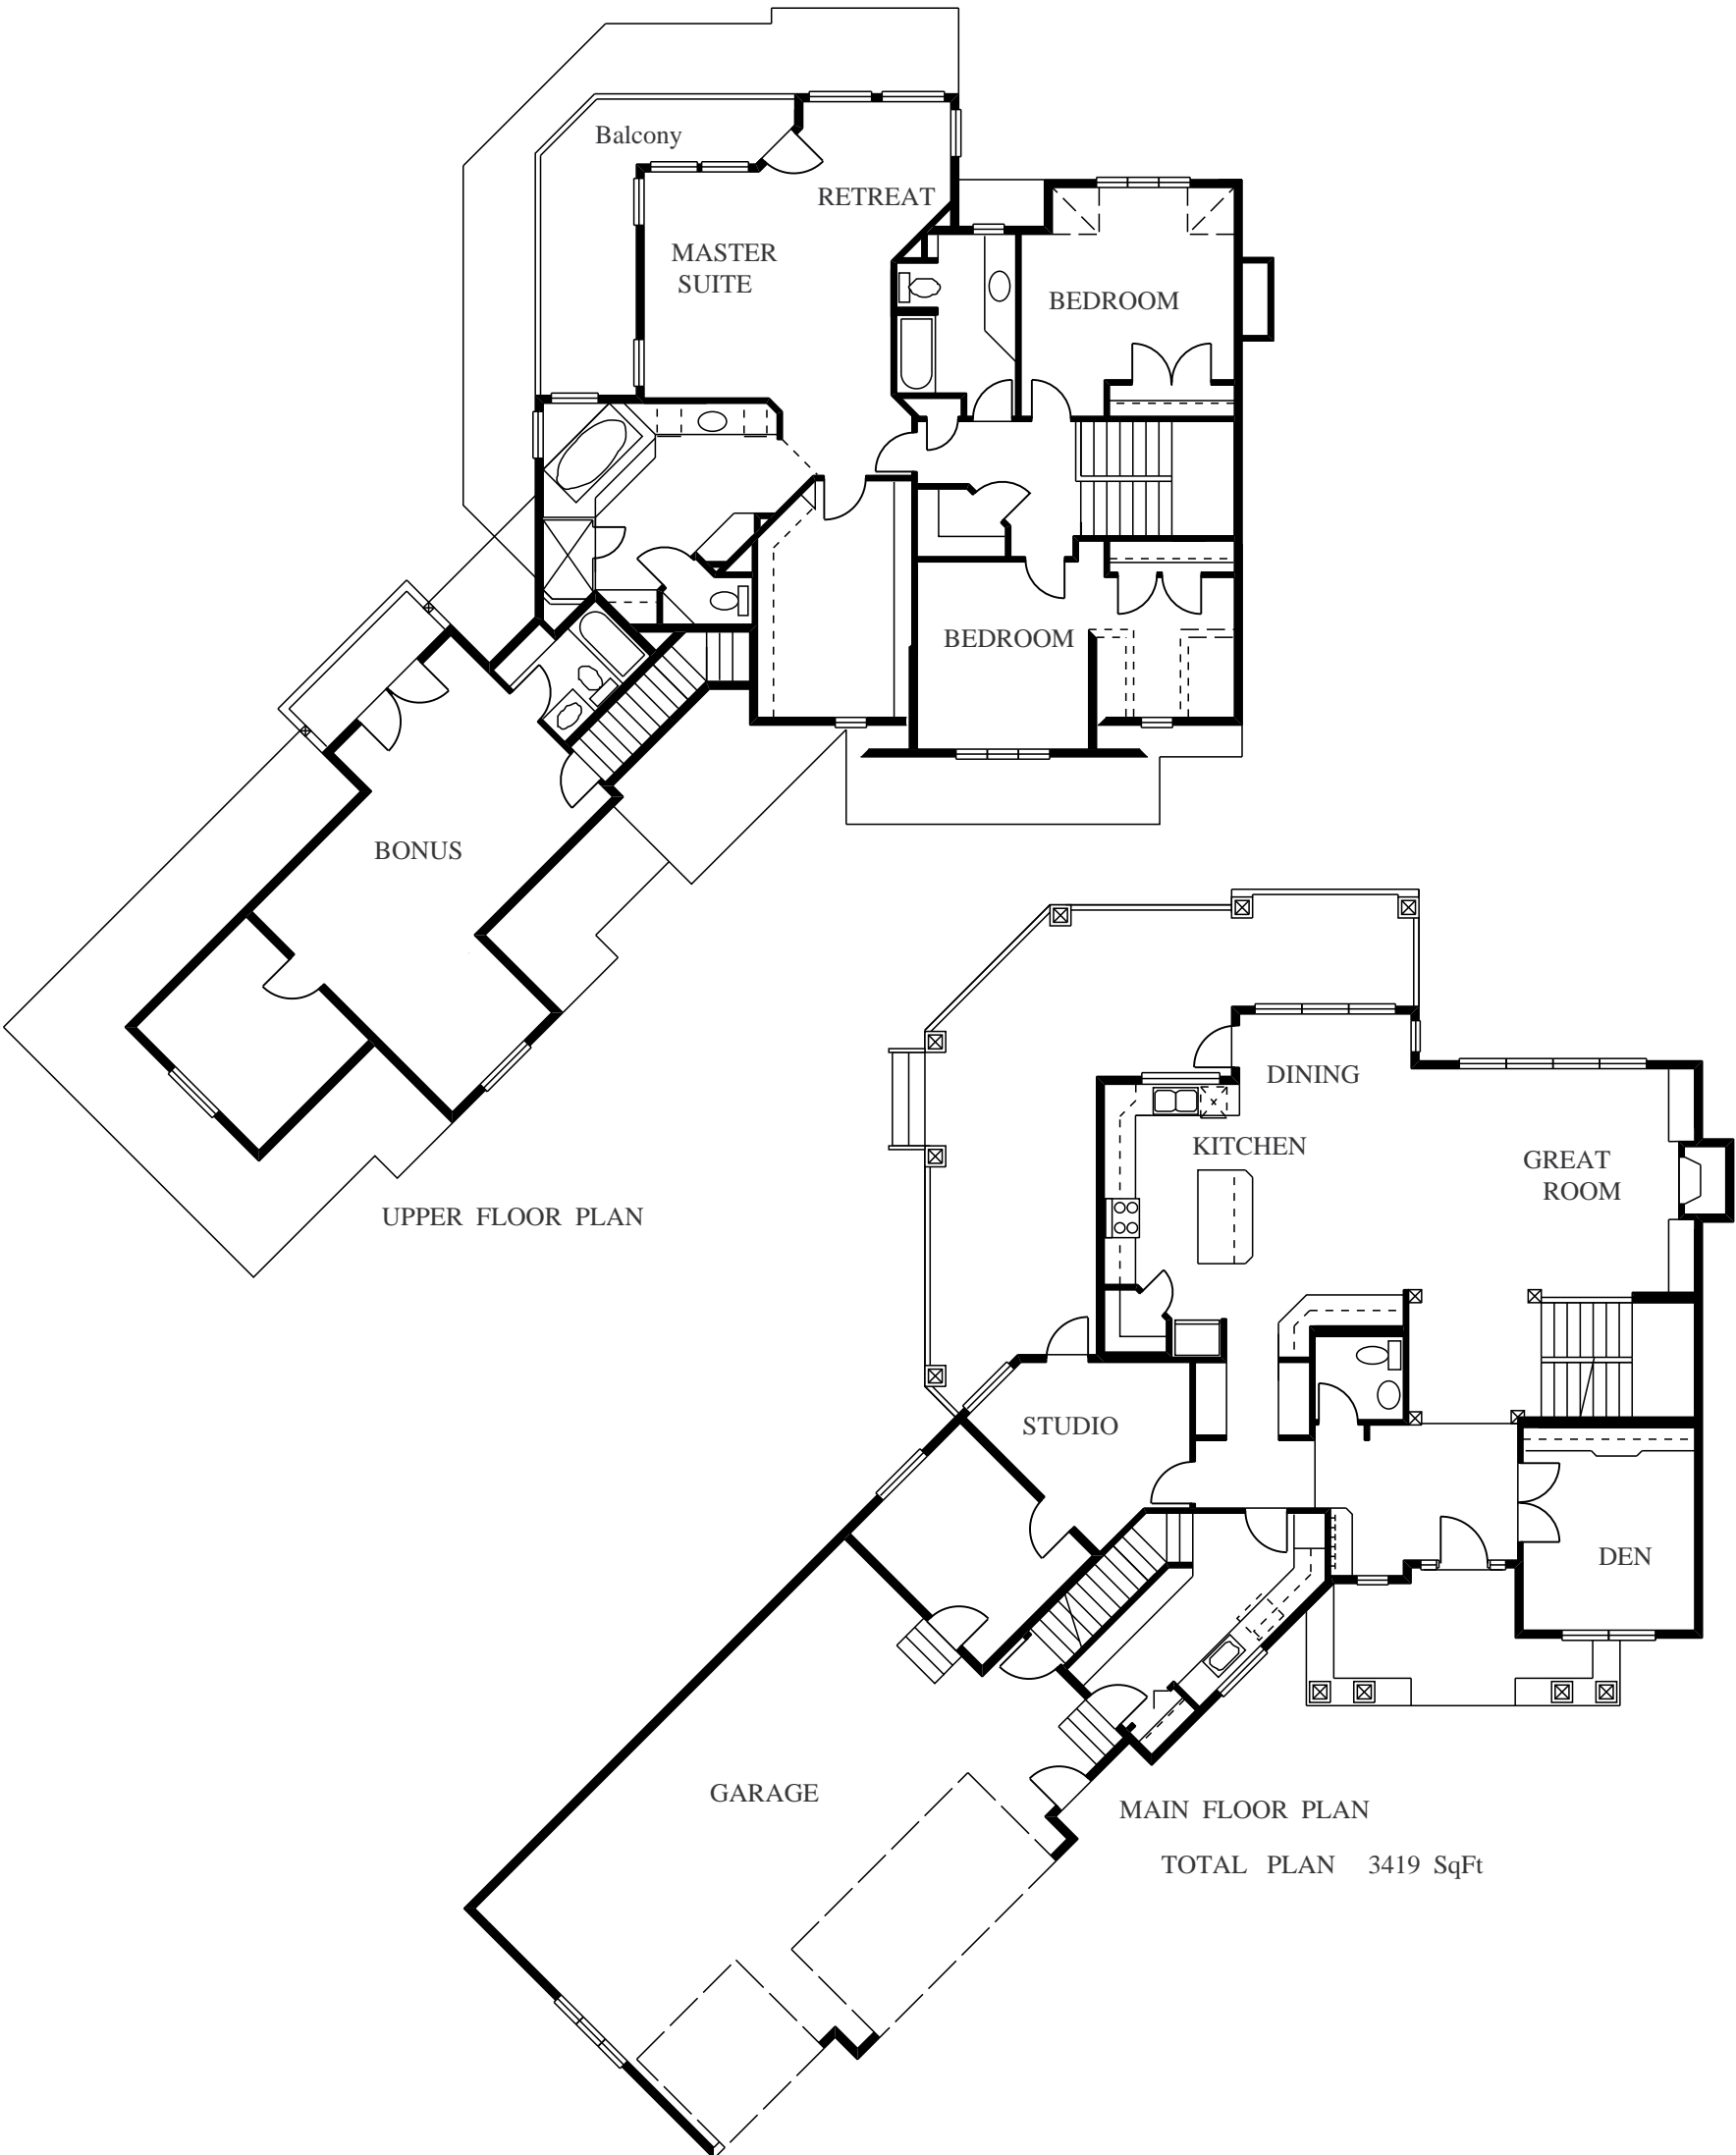 Balcony
RETREAT
MASTER
SUITE
BEDROOM
BEDROOM
BONUS
UPPER FLOOR PLAN
DINING
KITCHEN
GREAT
ROOM
STUDIO
DEN
GARAGE
MAIN FLOOR PLAN
TOTAL PLAN 3419 SqFt